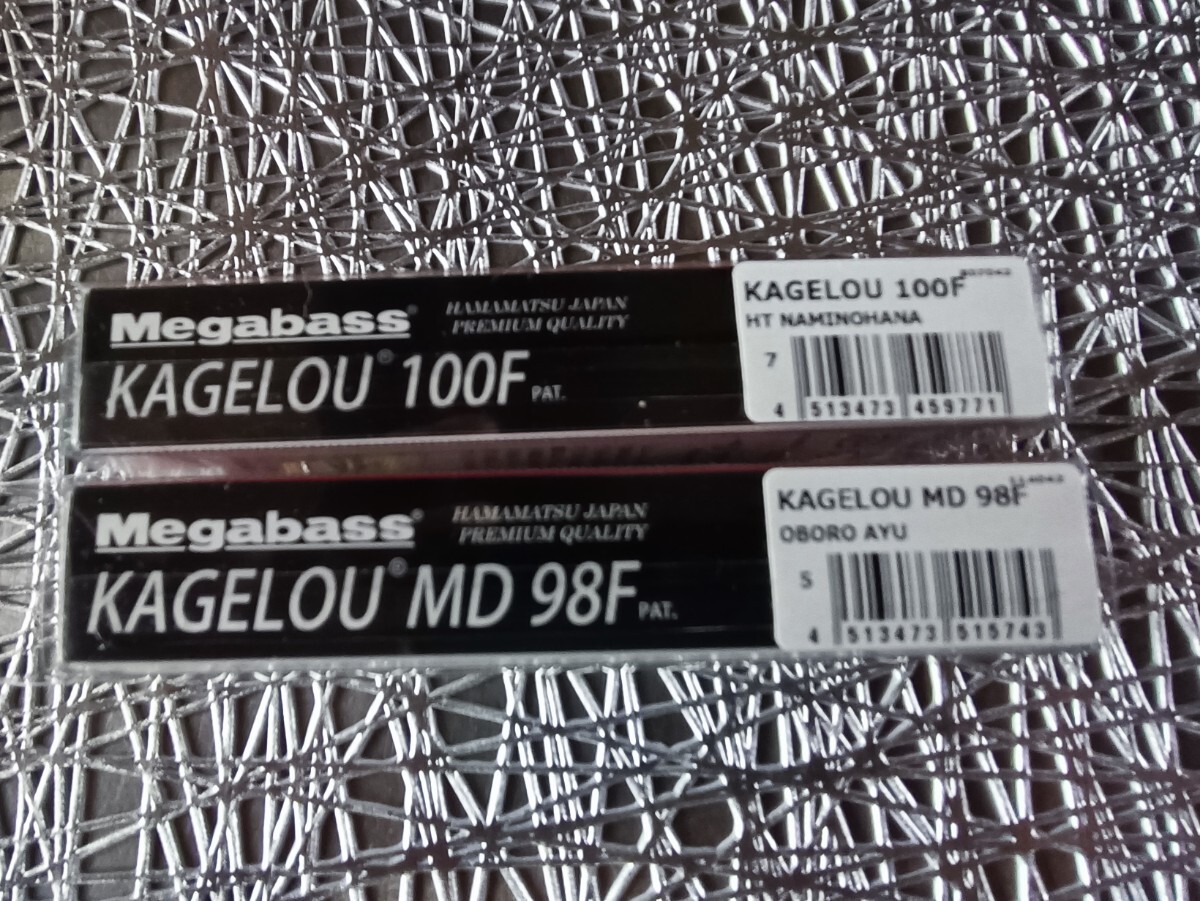 Megabass®
HAMAMATSU JAPAN
PREMIUM QUALITY
KAGELOU® 100F PAT.
KAGELOU 100F
HT NAMINOHANA
7
4 513473 459771
Megabass®
HAMAMATSU JAPAN
PREMIUM QUALITY
KAGELOU® MD 98F PAT.
KAGELOU MD 98F
OBORO AYU
5
4 513473 515743